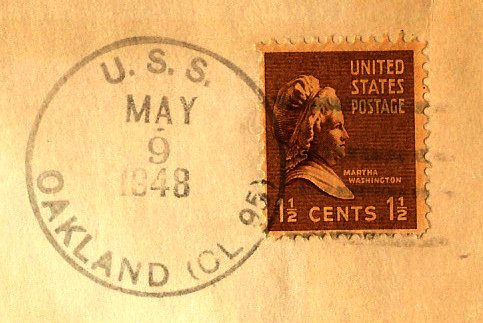 U. S. S.
MAY
9
1948
OAKLAND (CL 95)
UNITED
STATES
POSTAGE
MARTHA
WASHINGTON
1½ CENTS 1½